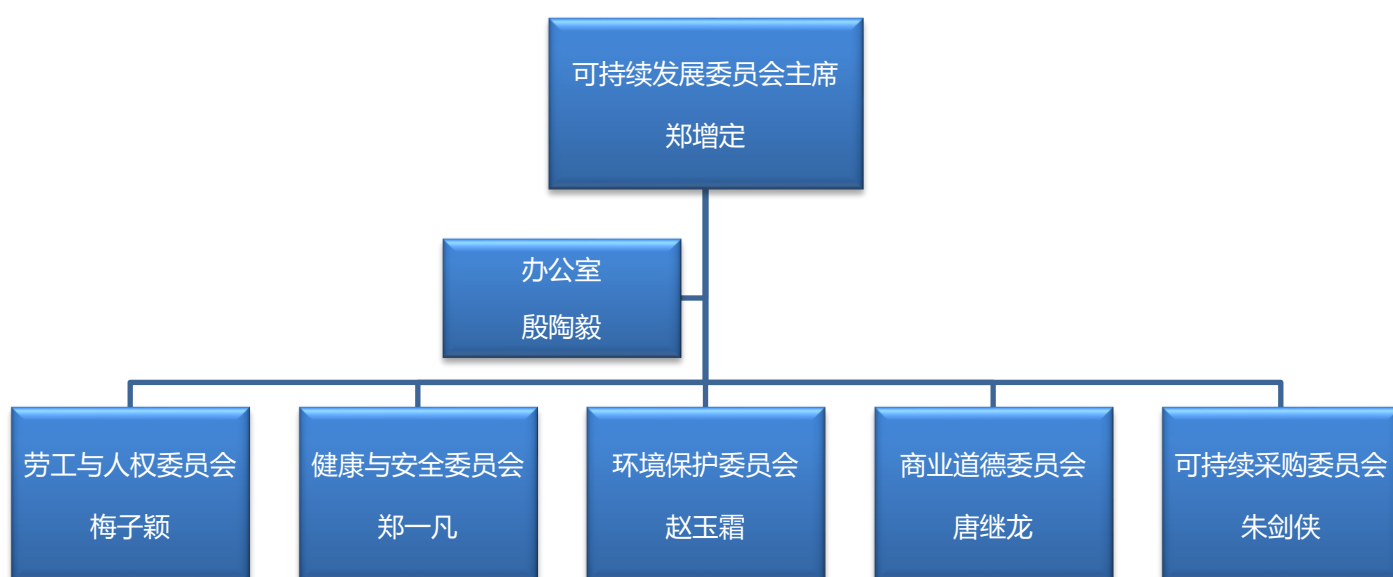 可持续发展委员会主席
郑增定
办公室
殷陶毅
劳工与人权委员会
梅子颖
健康与安全委员会
郑一凡
环境保护委员会
赵玉霜
商业道德委员会
唐继龙
可持续采购委员会
朱剑侠